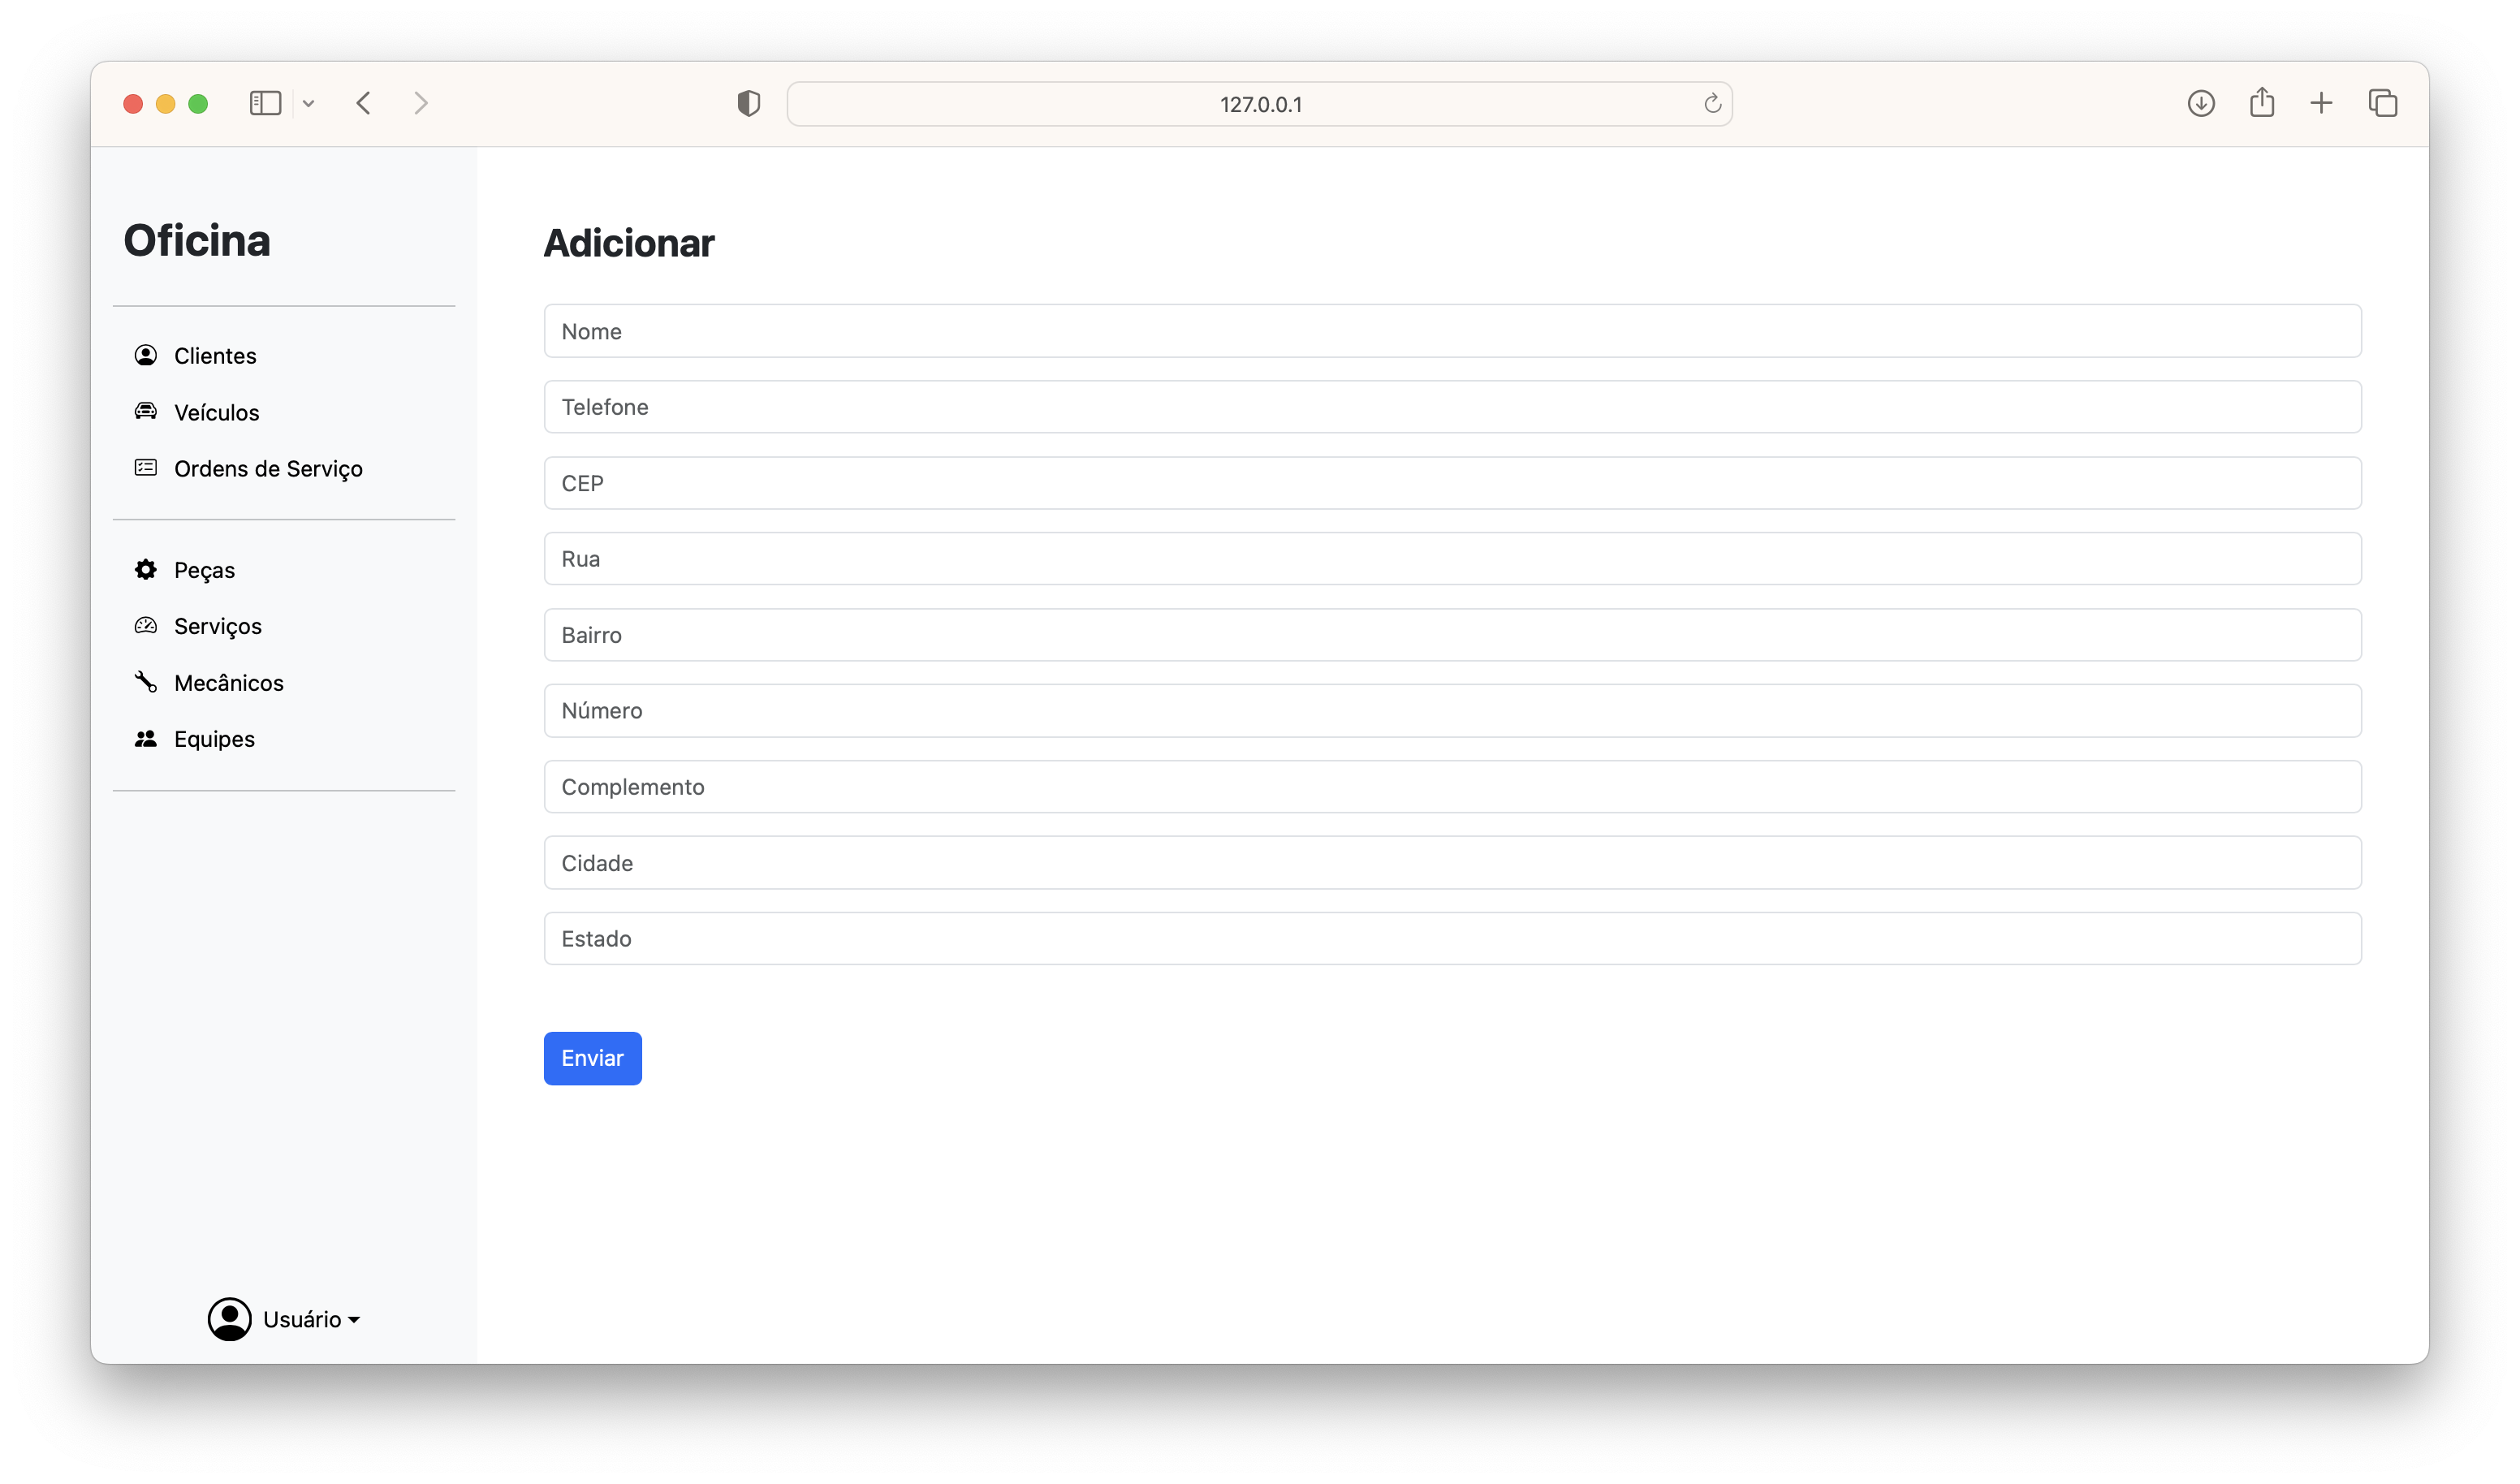 127.0.0.1
Oficina
Clientes
Veículos
Ordens de Serviço
Peças
Serviços
Mecânicos
Equipes
Usuário
Adicionar
Nome
Telefone
CEP
Rua
Bairro
Número
Complemento
Cidade
Estado
Enviar